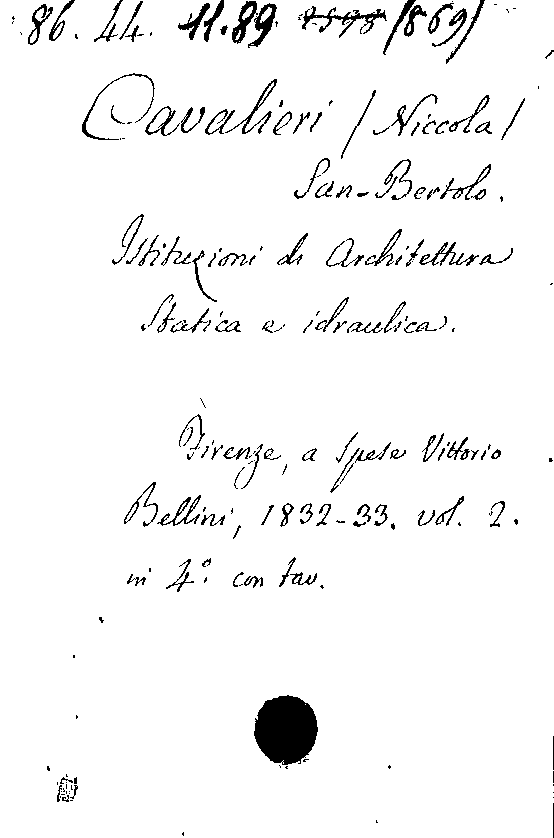 86. 44. 11.89 2598 (869)
Cavalieri / Niccola /
San-Bertolo.
Istituzioni di Architettura
Statica e idraulica.
Firenze, a spese Vittorio
Bellini, 1832-33. vol. 2.
in 4.° con tav.